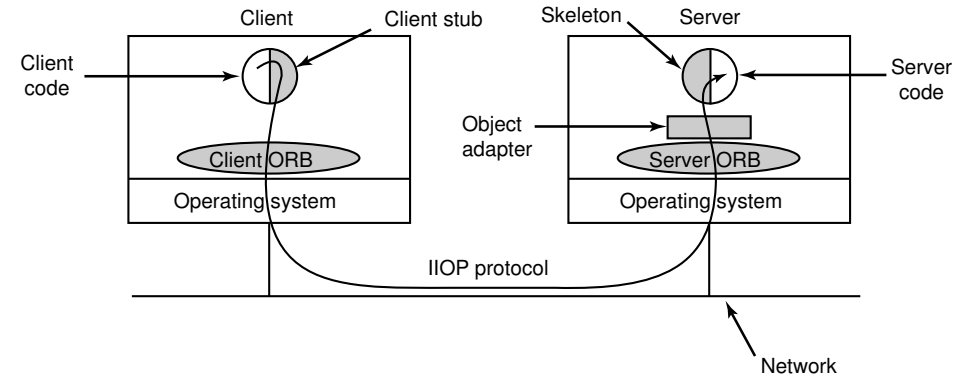 Client
Client stub
Skeleton
Server
Client
code
Server
code
Object
adapter
Client ORB
Server ORB
Operating system
Operating system
IIOP protocol
Network